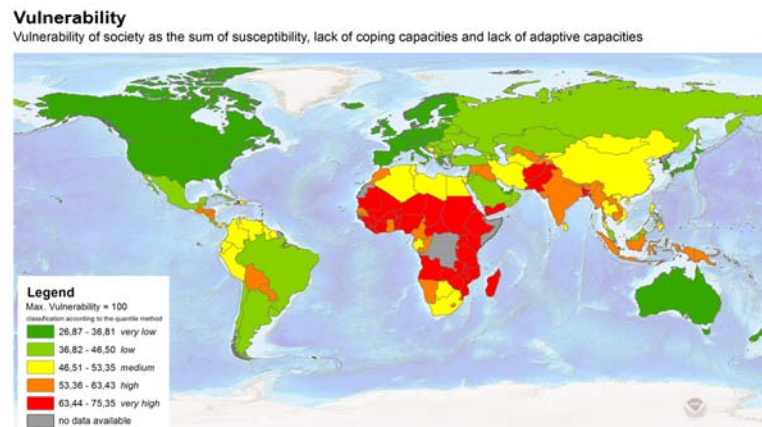 Vulnerability
Vulnerability of society as the sum of susceptibility, lack of coping capacities and lack of adaptive capacities
Legend
Max. Vulnerability = 100
classification according to the quantile method
26,87 - 36,81 very low
36,82 - 46,50 low
46,51 - 53,35 medium
53,36 - 63,43 high
63,44 - 75,35 very high
no data available